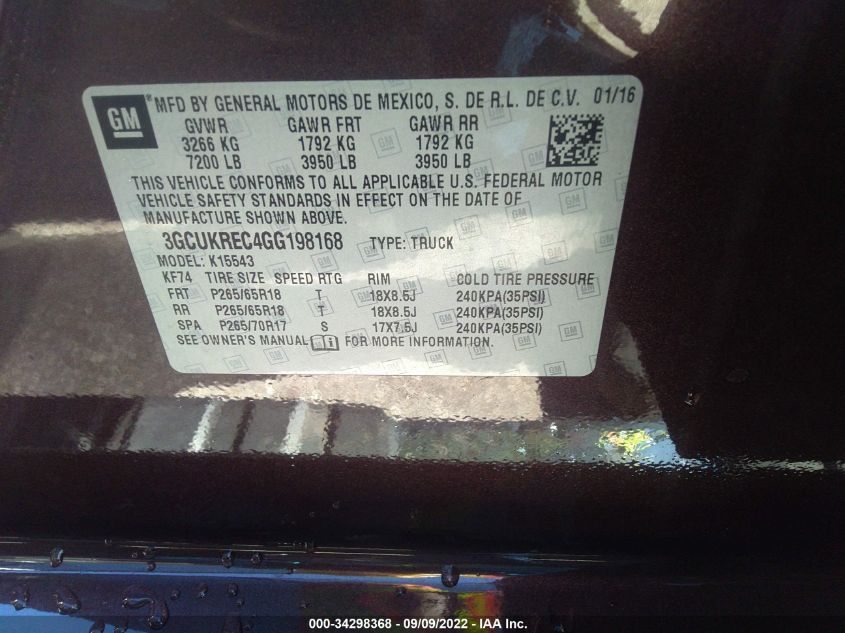 GM ® MFD BY GENERAL MOTORS DE MEXICO, S. DE R.L. DE C.V. 01/16
GVWR GAWR FRT GAWR RR
3266 KG 1792 KG 1792 KG
7200 LB 3950 LB 3950 LB
THIS VEHICLE CONFORMS TO ALL APPLICABLE U.S. FEDERAL MOTOR
VEHICLE SAFETY STANDARDS IN EFFECT ON THE DATE OF
MANUFACTURE SHOWN ABOVE.
3GCUKREC4GG198168 TYPE: TRUCK
MODEL: K15543
KF74 TIRE SIZE SPEED RTG RIM COLD TIRE PRESSURE
FRT P265/65R18 T 18X8.5J 240KPA(35PSI)
RR P265/65R18 T 18X8.5J 240KPA(35PSI)
SPA P265/70R17 S 17X7.5J 240KPA(35PSI)
SEE OWNER'S MANUAL FOR MORE INFORMATION.
000-34298368 - 09/09/2022 - IAA Inc.